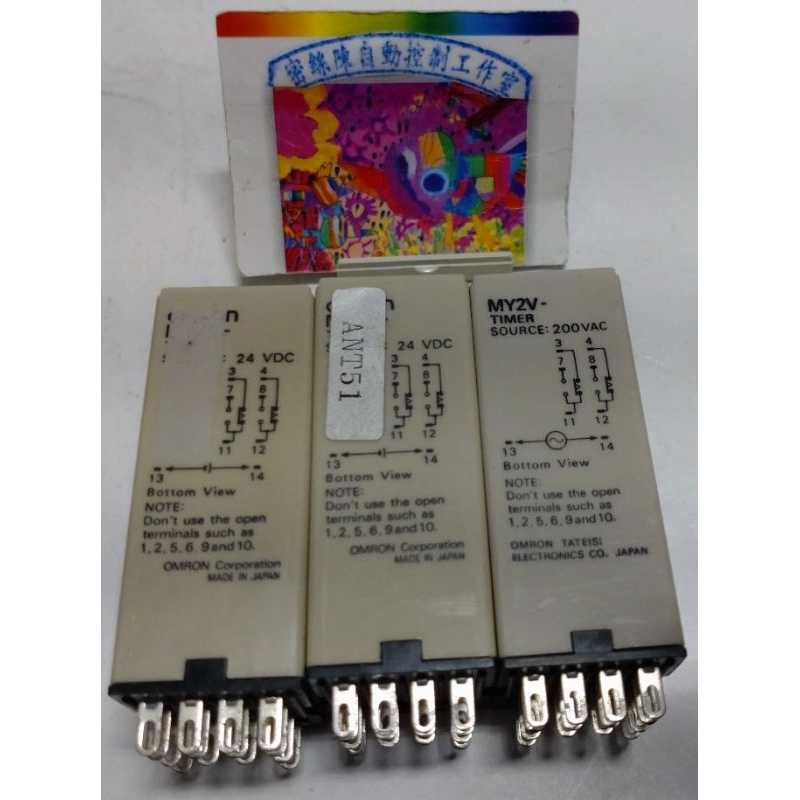 密絲陳自動控制工作室
24 VDC
3 4
7 8
11 12
13 14
Bottom View
NOTE:
Don't use the open
terminals such as
1, 2, 5, 6, 9 and 10.
OMRON Corporation
MADE IN JAPAN
ANT51
24 VDC
3 4
7 8
11 12
13 14
Bottom View
NOTE:
Don't use the open
terminals such as
1, 2, 5, 6, 9 and 10.
OMRON Corporation
MADE IN JAPAN
MY2V-
TIMER
SOURCE: 200VAC
3 4
7 8
11 12
13 14
Bottom View
NOTE:
Don't use the open
terminals such as
1, 2, 5, 6, 9 and 10.
OMRON TATEISI
ELECTRONICS CO. JAPAN